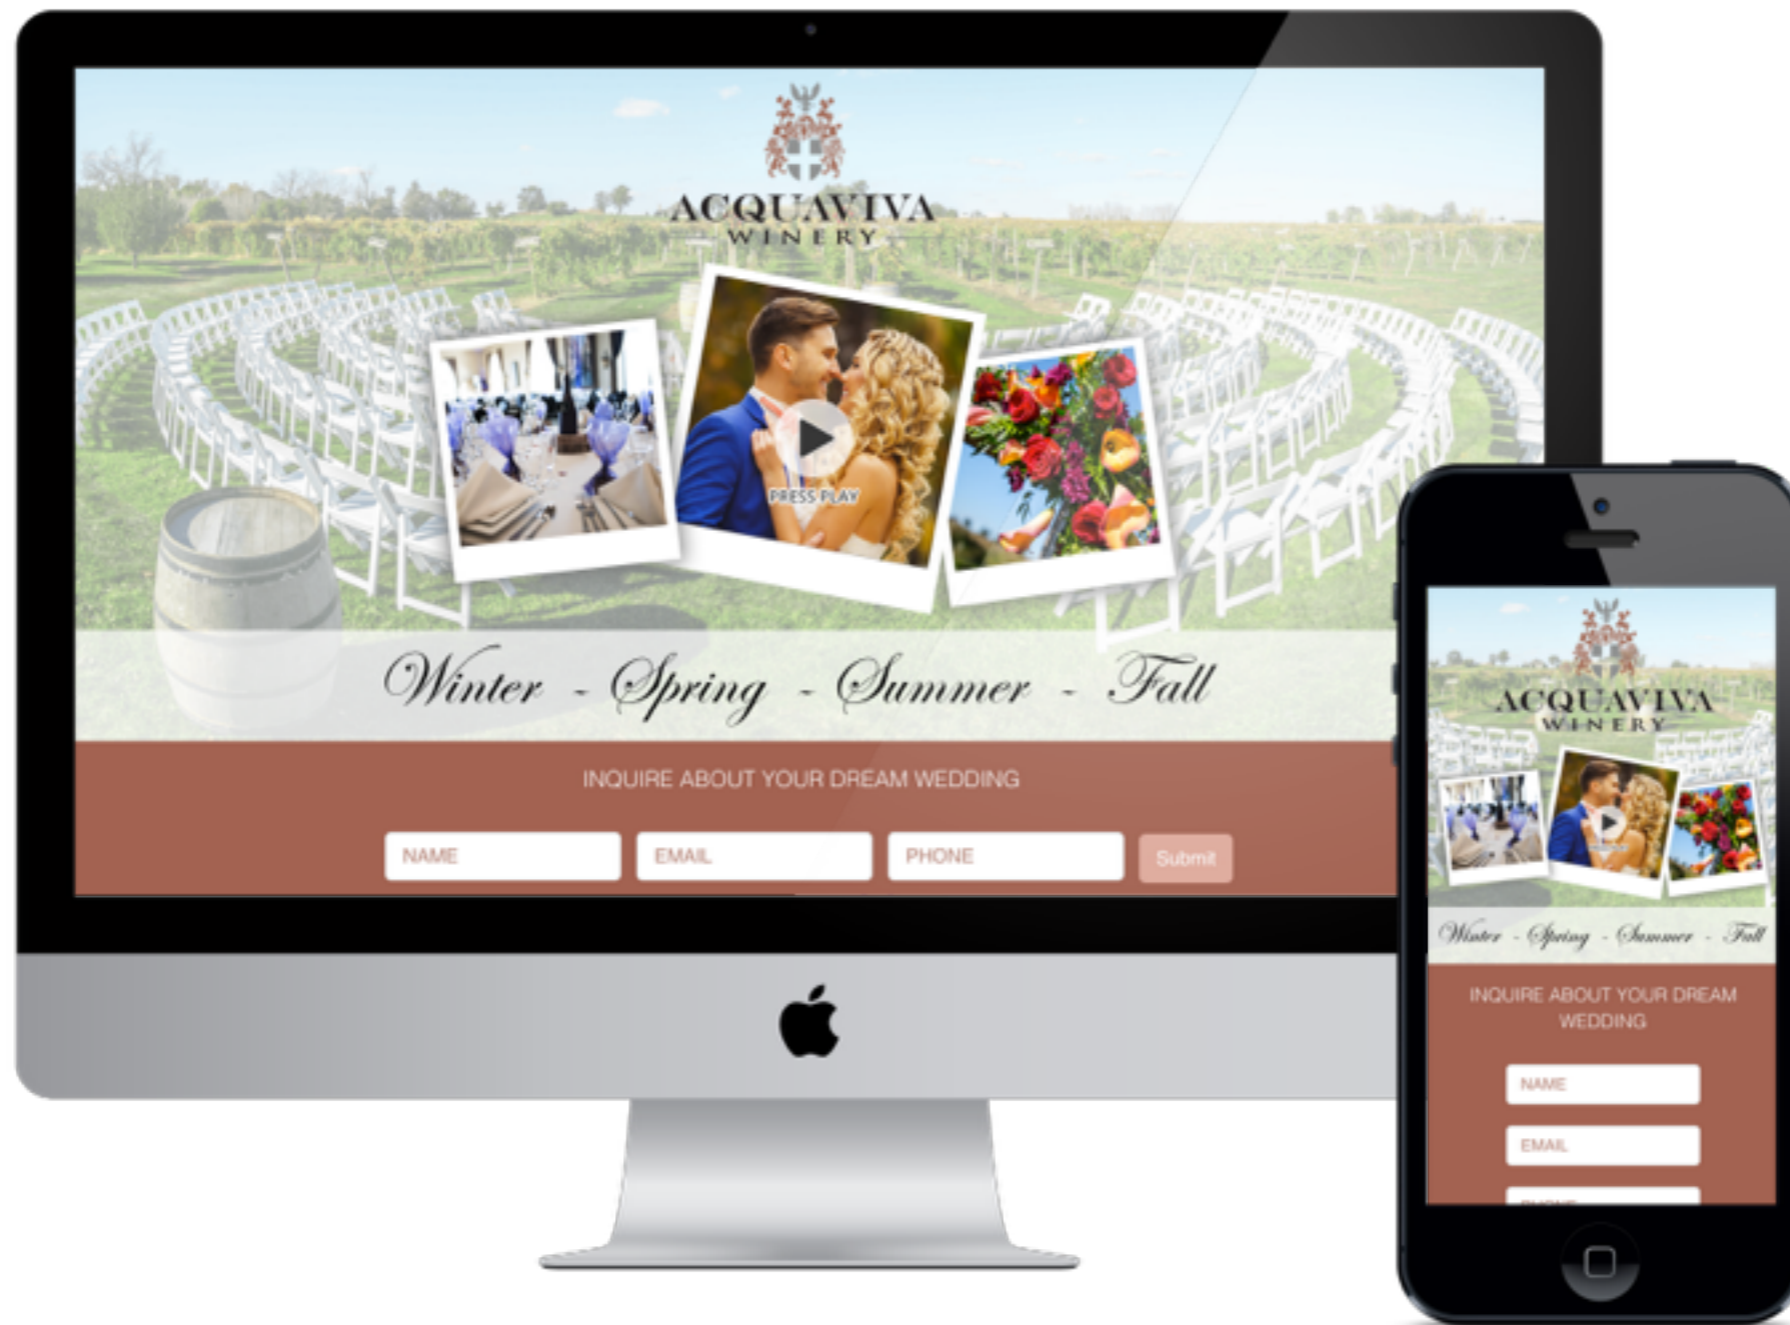 ACQUAVIVA
WINERY
PRESS PLAY
Winter - Spring - Summer - Fall
INQUIRE ABOUT YOUR DREAM WEDDING
NAME
EMAIL
PHONE
Submit
ACQUAVIVA
WINERY
Winter - Spring - Summer - Fall
INQUIRE ABOUT YOUR DREAM
WEDDING
NAME
EMAIL